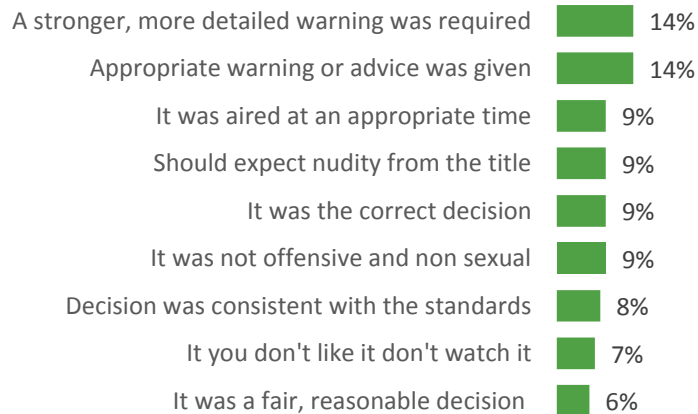 A stronger, more detailed warning was required 14%
Appropriate warning or advice was given 14%
It was aired at an appropriate time 9%
Should expect nudity from the title 9%
It was the correct decision 9%
It was not offensive and non sexual 9%
Decision was consistent with the standards 8%
It you don't like it don't watch it 7%
It was a fair, reasonable decision 6%